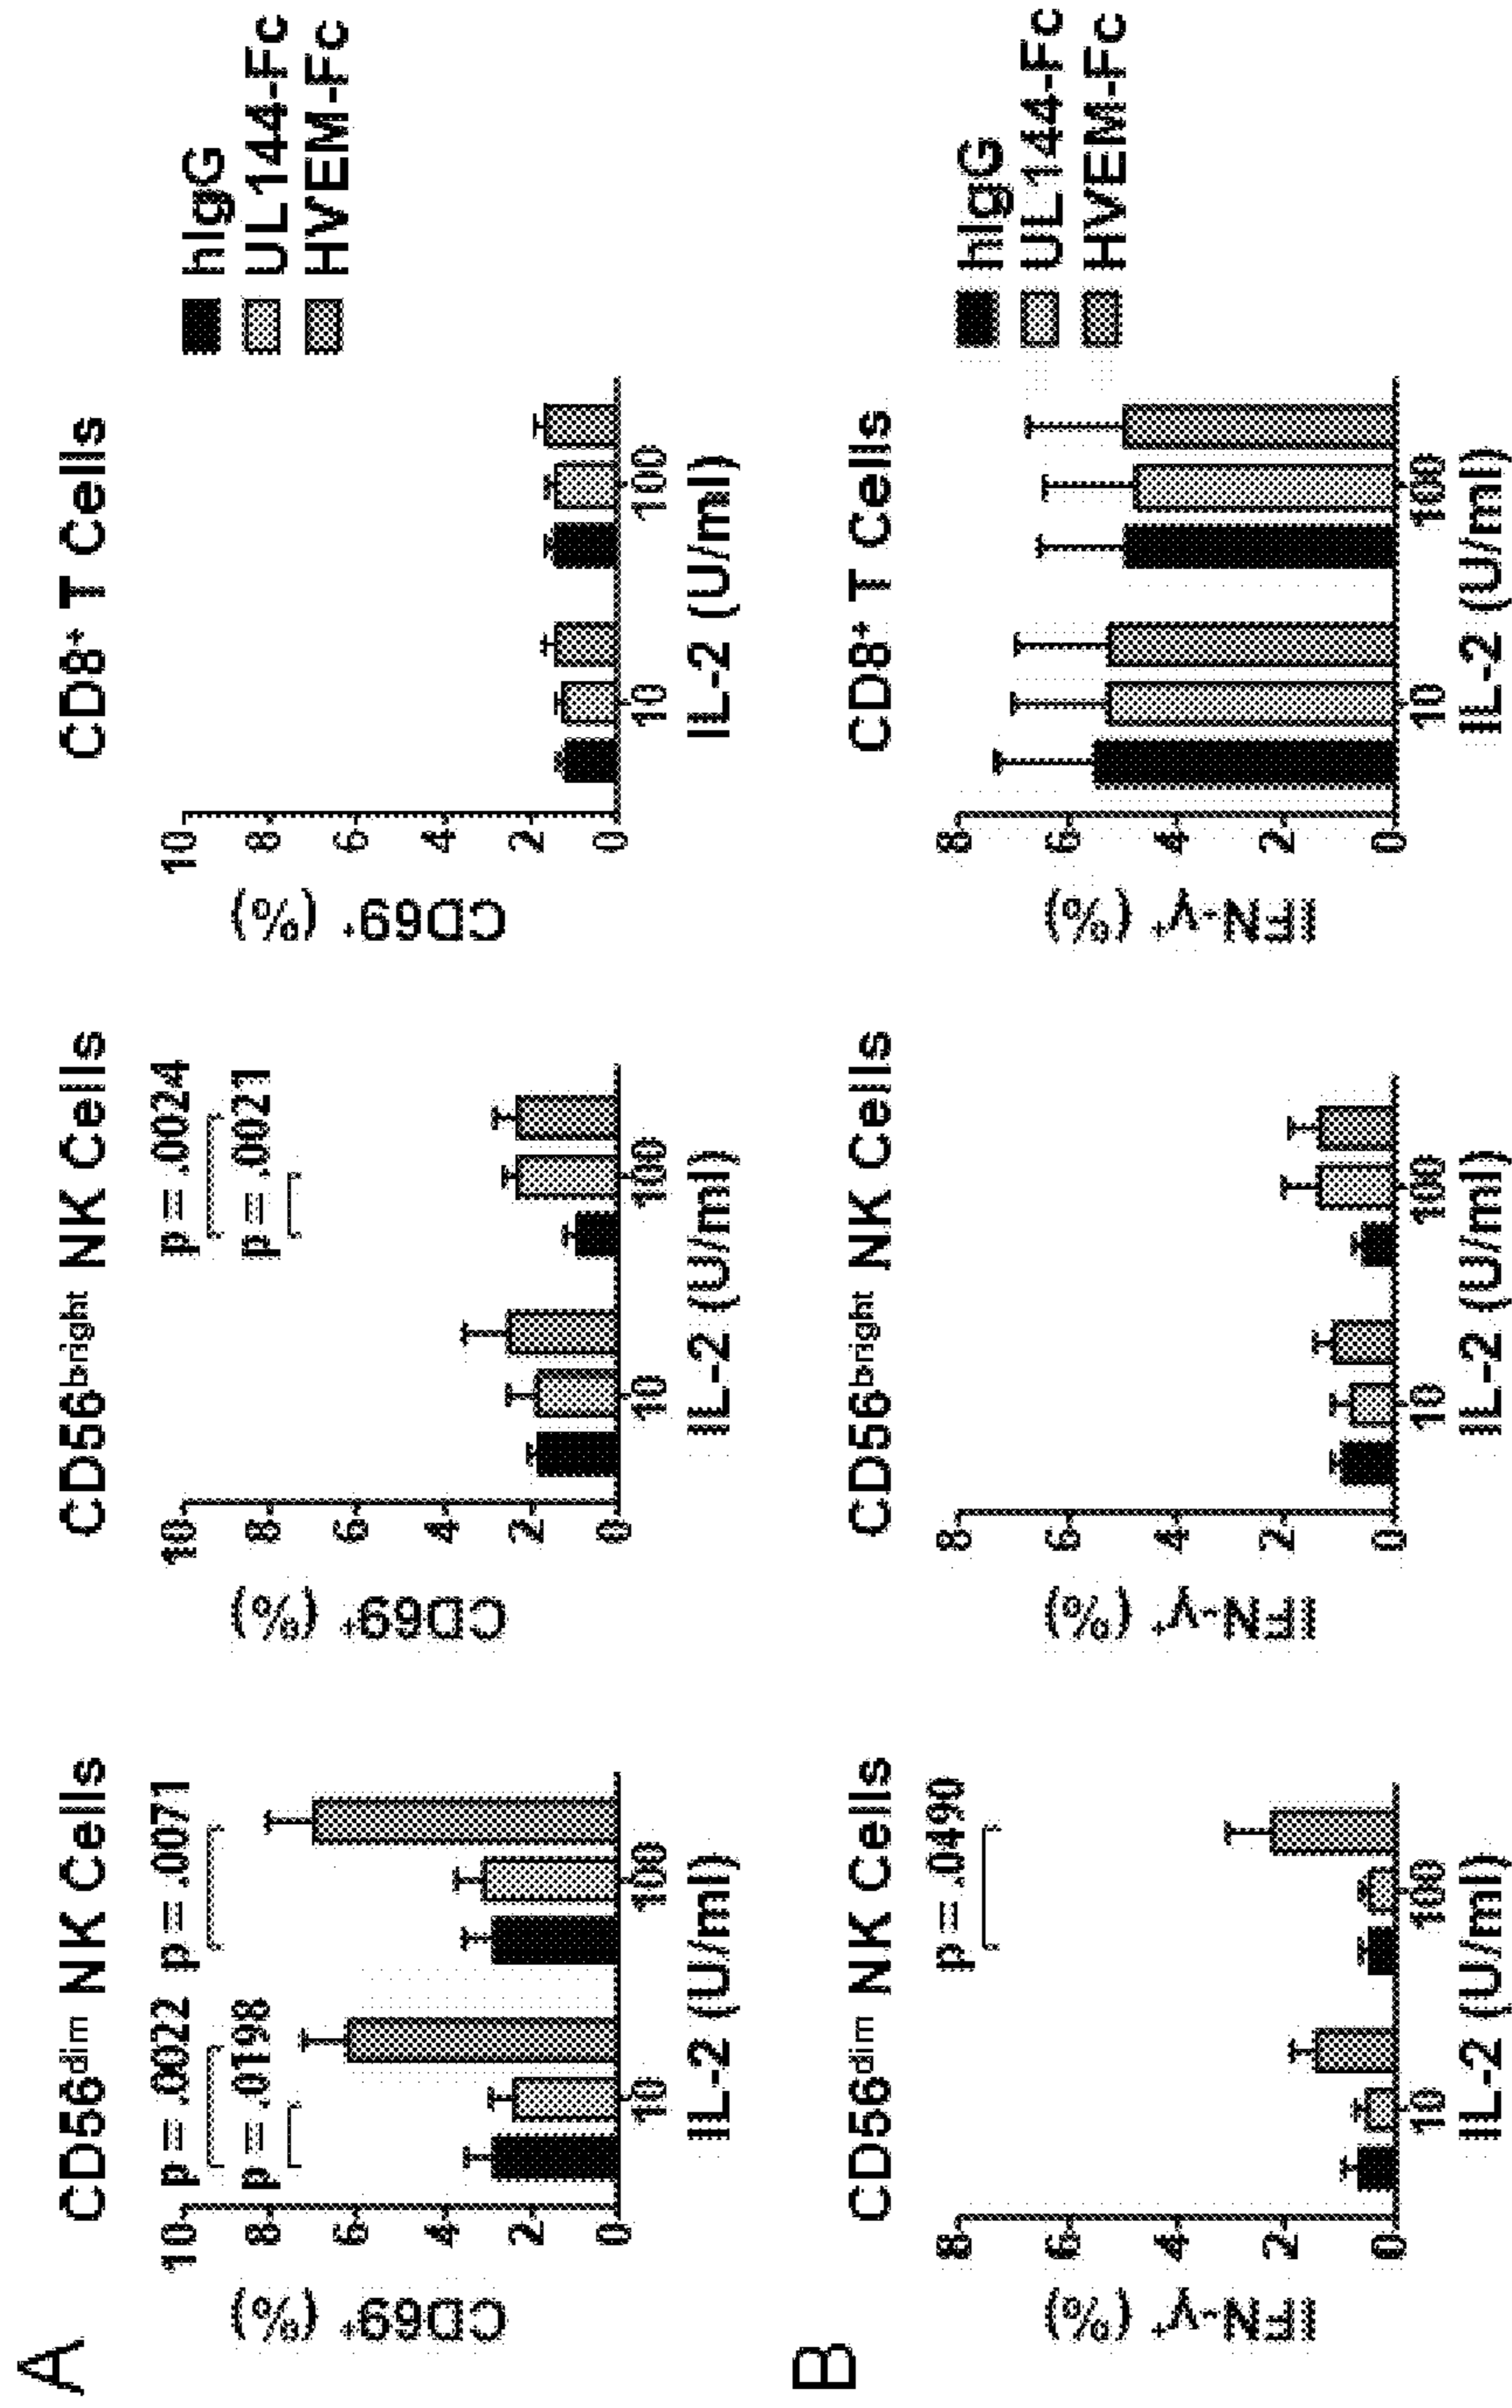 A
CD56dim NK Cells
CD69+ (%)
10
8
6
4
2
0
p = .0022
p = .0198
p = .0071
10
100
IL-2 (U/ml)
CD56bright NK Cells
CD69+ (%)
10
8
6
4
2
0
p = .0024
p = .0021
10
100
IL-2 (U/ml)
CD8+ T Cells
CD69+ (%)
10
8
6
4
2
0
10
100
IL-2 (U/ml)
hIgG
UL144-Fc
HVEM-Fc
B
CD56dim NK Cells
IFN-γ+ (%)
8
6
4
2
0
p = .0490
10
100
IL-2 (U/ml)
CD56bright NK Cells
IFN-γ+ (%)
8
6
4
2
0
10
100
IL-2 (U/ml)
CD8+ T Cells
IFN-γ+ (%)
8
6
4
2
0
10
100
IL-2 (U/ml)
hIgG
UL144-Fc
HVEM-Fc